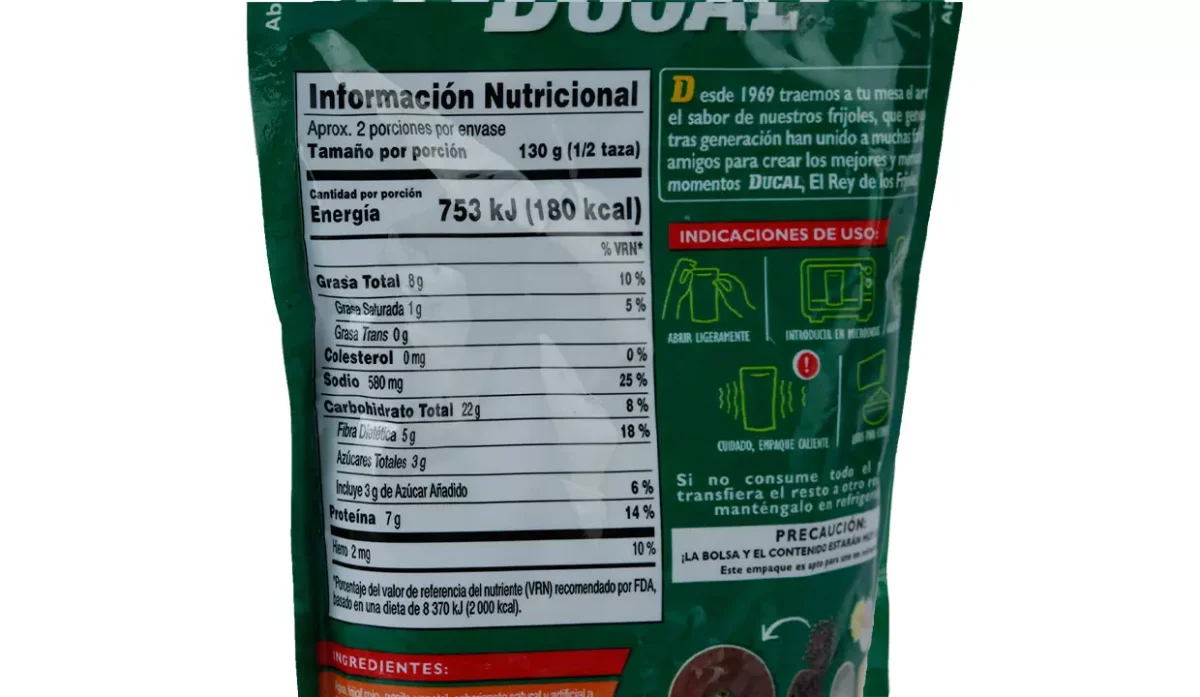 DUCAL
Información Nutricional
Aprox. 2 porciones por envase
Tamaño por porción 130 g (1/2 taza)
Cantidad por porción
Energía 753 kJ (180 kcal)
% VRN*
Grasa Total 8 g 10 %
Grasa Saturada 1 g 5 %
Grasa Trans 0 g
Colesterol 0 mg 0 %
Sodio 580 mg 25 %
Carbohidrato Total 22 g 8 %
Fibra Dietética 5 g 18 %
Azúcares Totales 3 g
Incluye 3 g de Azúcar Añadido 6 %
Proteína 7 g 14 %
Hierro 2 mg 10 %
*Porcentaje del valor de referencia del nutriente (VRN) recomendado por FDA,
basado en una dieta de 8 370 kJ (2 000 kcal).
INGREDIENTES:
Desde 1969 traemos a tu mesa el
el sabor de nuestros frijoles, que
tras generación han unido a muchas
amigos para crear los mejores y
momentos DUCAL, El Rey de los
INDICACIONES DE USO:
ABRIR LIGERAMENTE
INTRODUCIR EN
CUIDADO, EMPAQUE CALIENTE
Si no consume todo el
transfiera el resto a otro
manténgalo en
PRECAUCIÓN:
¡LA BOLSA Y EL CONTENIDO ESTARÁN
Este empaque es apto para